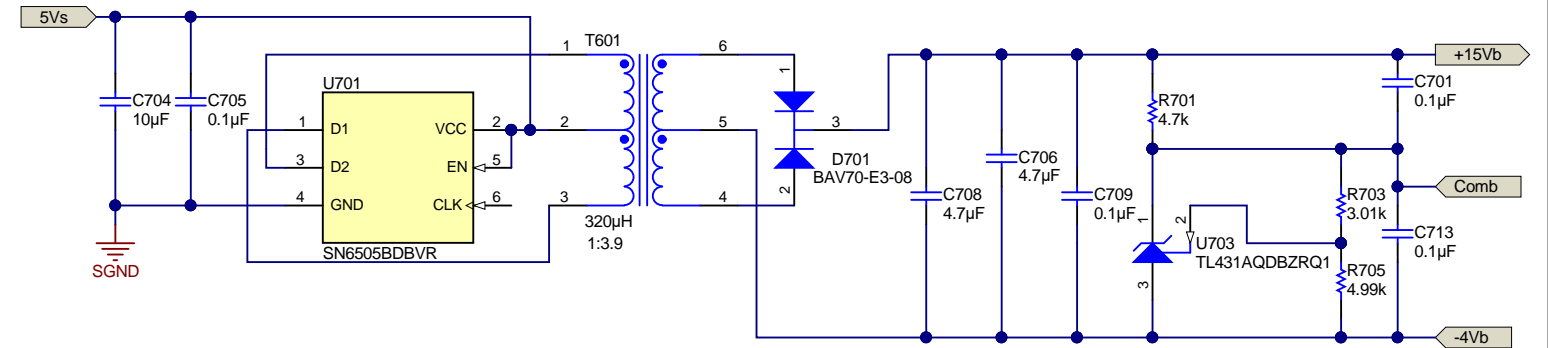 5Vs
C704
10µF
C705
0.1µF
U701
1
D1
3
D2
4
GND
VCC
2
EN
5
CLK
6
SN6505BDBVR
SGND
T601
1
2
3
6
5
4
320µH
1:3.9
1
2
3
D701
BAV70-E3-08
C708
4.7µF
C706
4.7µF
C709
0.1µF
R701
4.7k
1
2
3
U703
TL431AQDBZRQ1
R703
3.01k
R705
4.99k
C701
0.1µF
C713
0.1µF
+15Vb
Comb
-4Vb